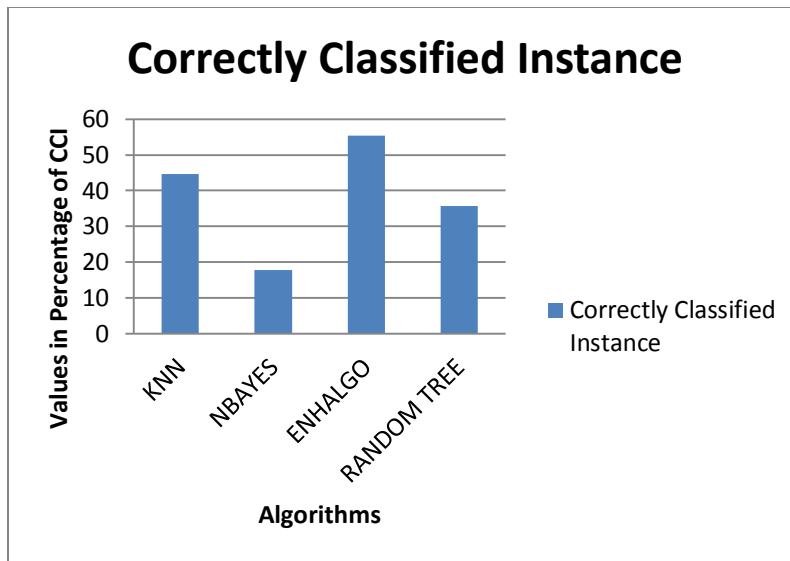 Correctly Classified Instance
Values in Percentage of CCI
60
50
40
30
20
10
0
KNN
NBAYES
ENHALGO
RANDOM TREE
Algorithms
Correctly Classified
Instance